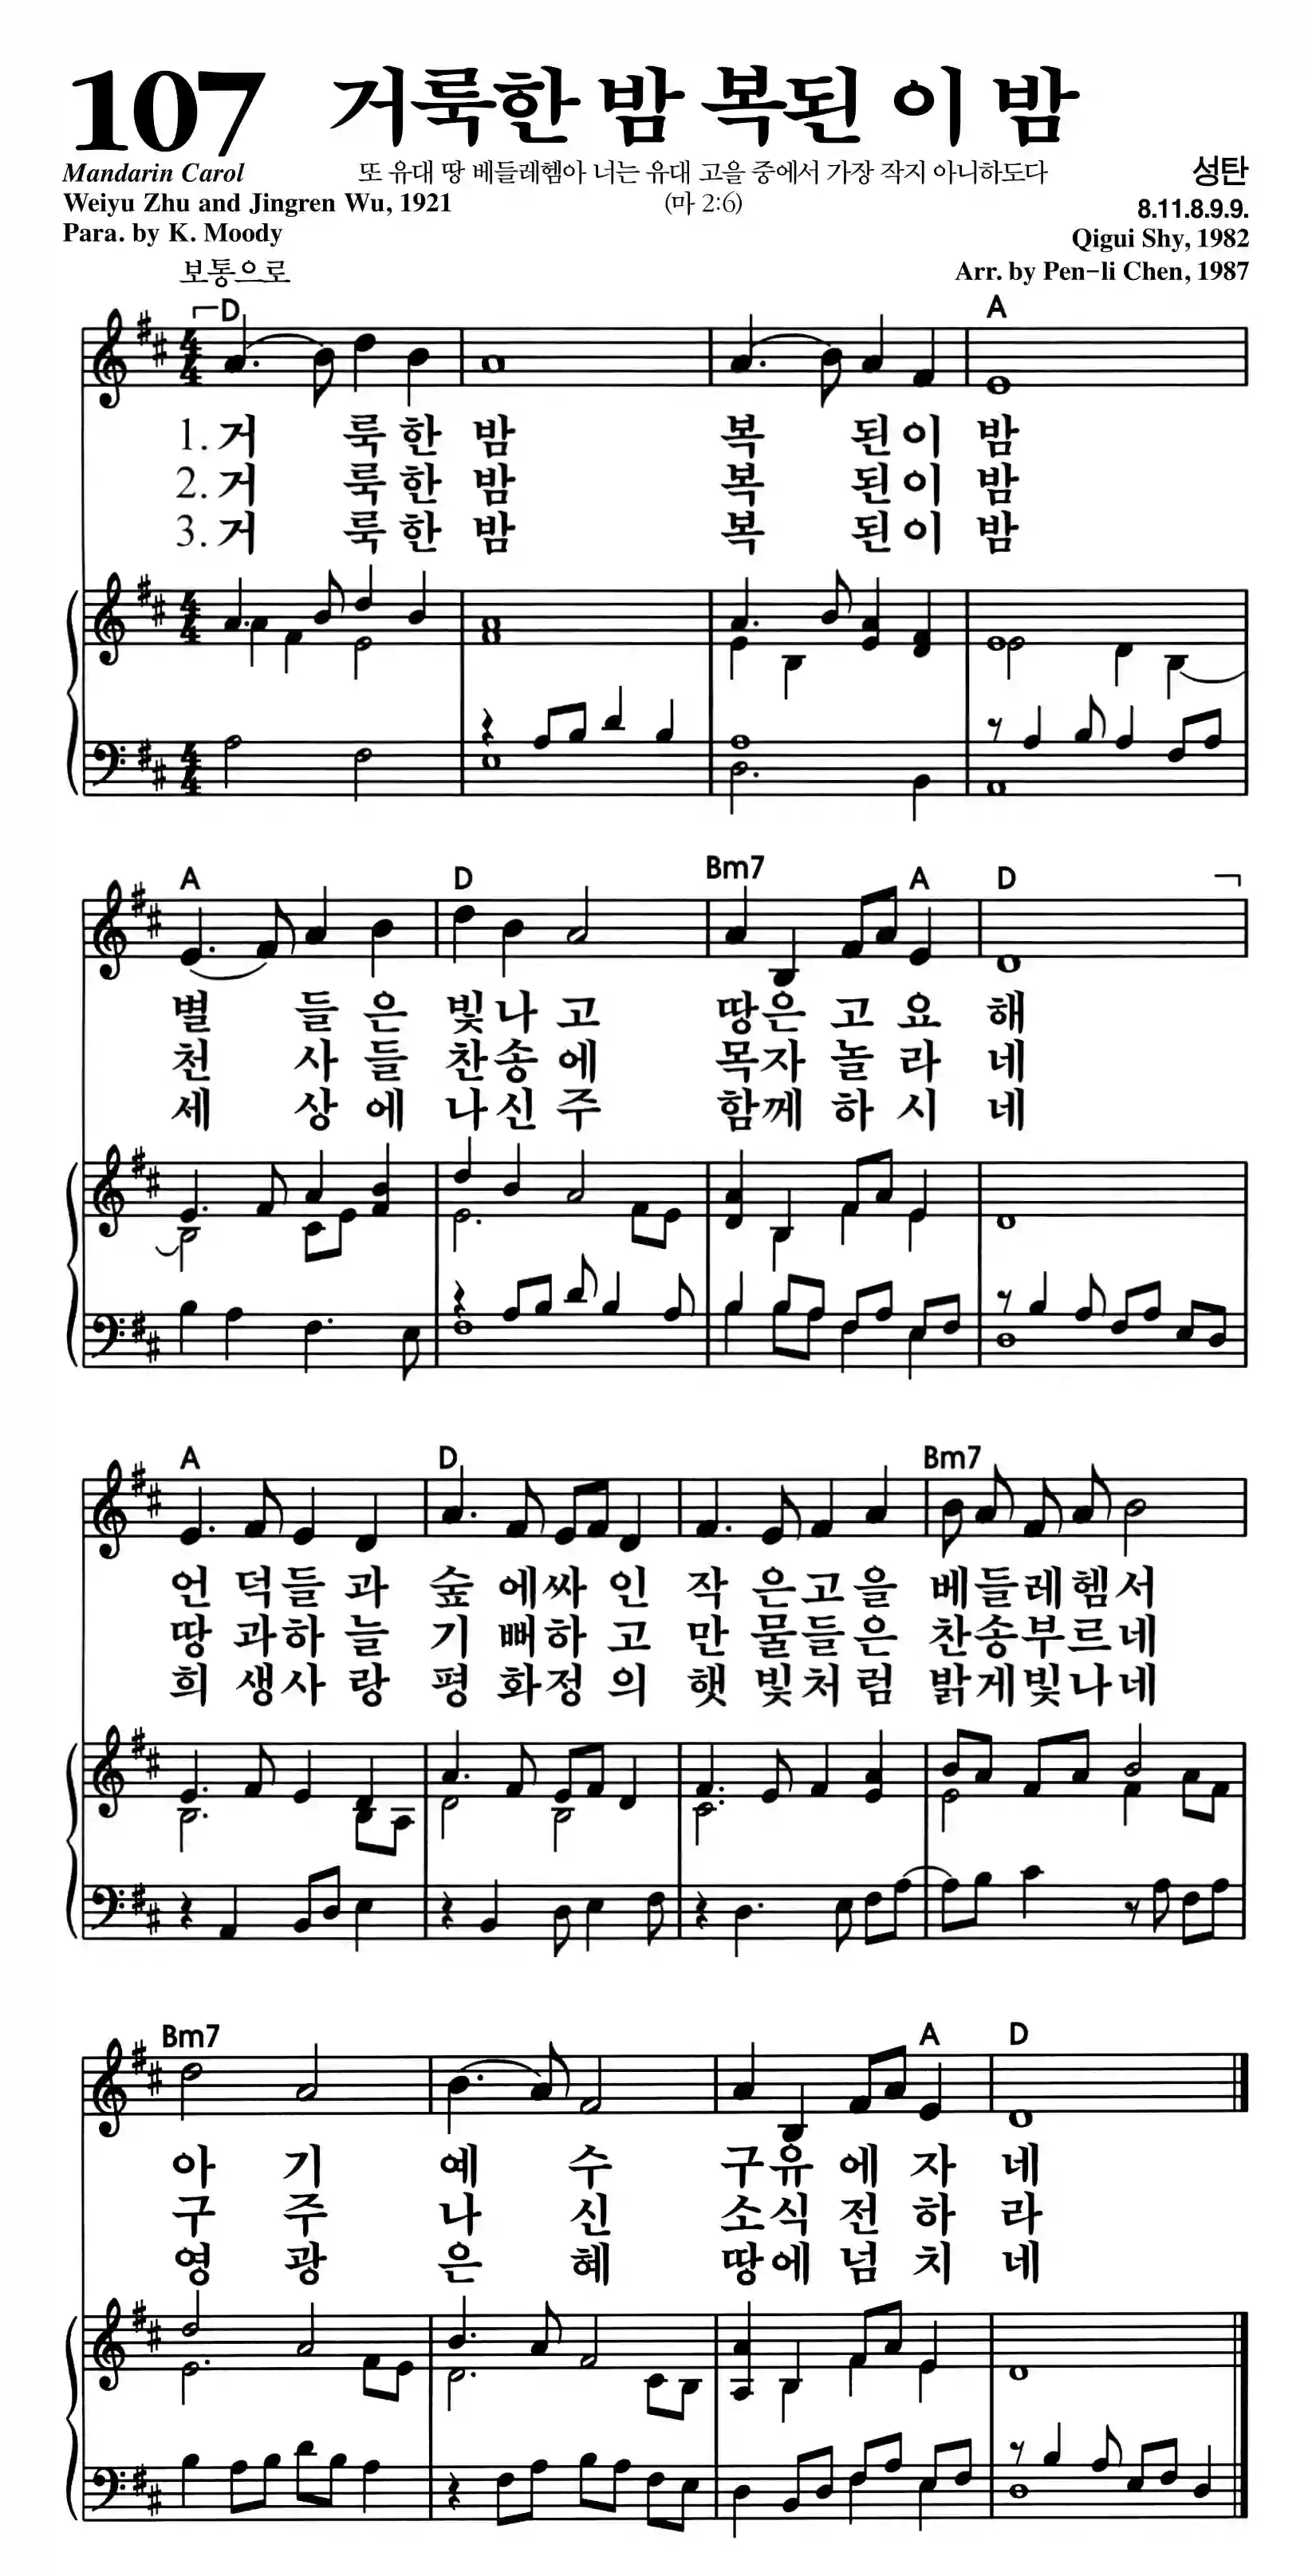 107 거룩한 밤 복된 이 밤
Mandarin Carol 또 유대 땅 베들레헴아 너는 유대 고을 중에서 가장 작지 아니하도다 성탄
Weiyu Zhu and Jingren Wu, 1921 (마 2:6) 8.11.8.9.9.
Para. by K. Moody Qigui Shy, 1982
보통으로 Arr. by Pen-li Chen, 1987
D A
1. 거 룩 한 밤 복 된 이 밤
2. 거 룩 한 밤 복 된 이 밤
3. 거 룩 한 밤 복 된 이 밤
A D Bm7 A D
별 들 은 빛 나 고 땅 은 고 요 해
천 사 들 찬 송 에 목 자 놀 라 네
세 상 에 나 신 주 함 께 하 시 네
A D Bm7
언 덕 들 과 숲 에 싸 인 작 은 고 을 베 들 레 헴 서
땅 과 하 늘 기 뻐 하 고 만 물 들 은 찬 송 부 르 네
희 생 사 랑 평 화 정 의 햇 빛 처 럼 밝 게 빛 나 네
Bm7 A D
아 기 예 수 구 유 에 자 네
구 주 나 신 소 식 전 하 라
영 광 은 혜 땅 에 넘 치 네